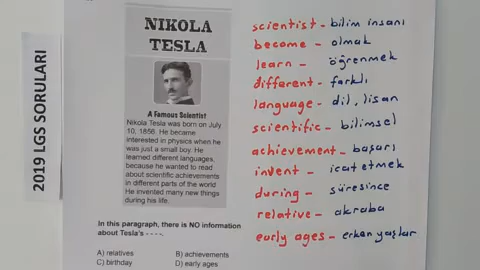 2019 LGS SORULARI
NIKOLA
TESLA
A Famous Scientist
Nikola Tesla was born on July
10, 1856. He became
interested in physics when he
was just a small boy. He
learned different languages,
because he wanted to read
about scientific achievements
in different parts of the world
He invented many new things
during his life.
In this paragraph, there is NO information
about Tesla's - - - -.
A) relatives B) achievements
C) birthday D) early ages
scientist - bilim insanı
become - olmak
learn - öğrenmek
different - farklı
language - dil, lisan
scientific - bilimsel
achievement - başarı
invent - icat etmek
during - süresince
relative - akraba
early ages - erken yaşlar